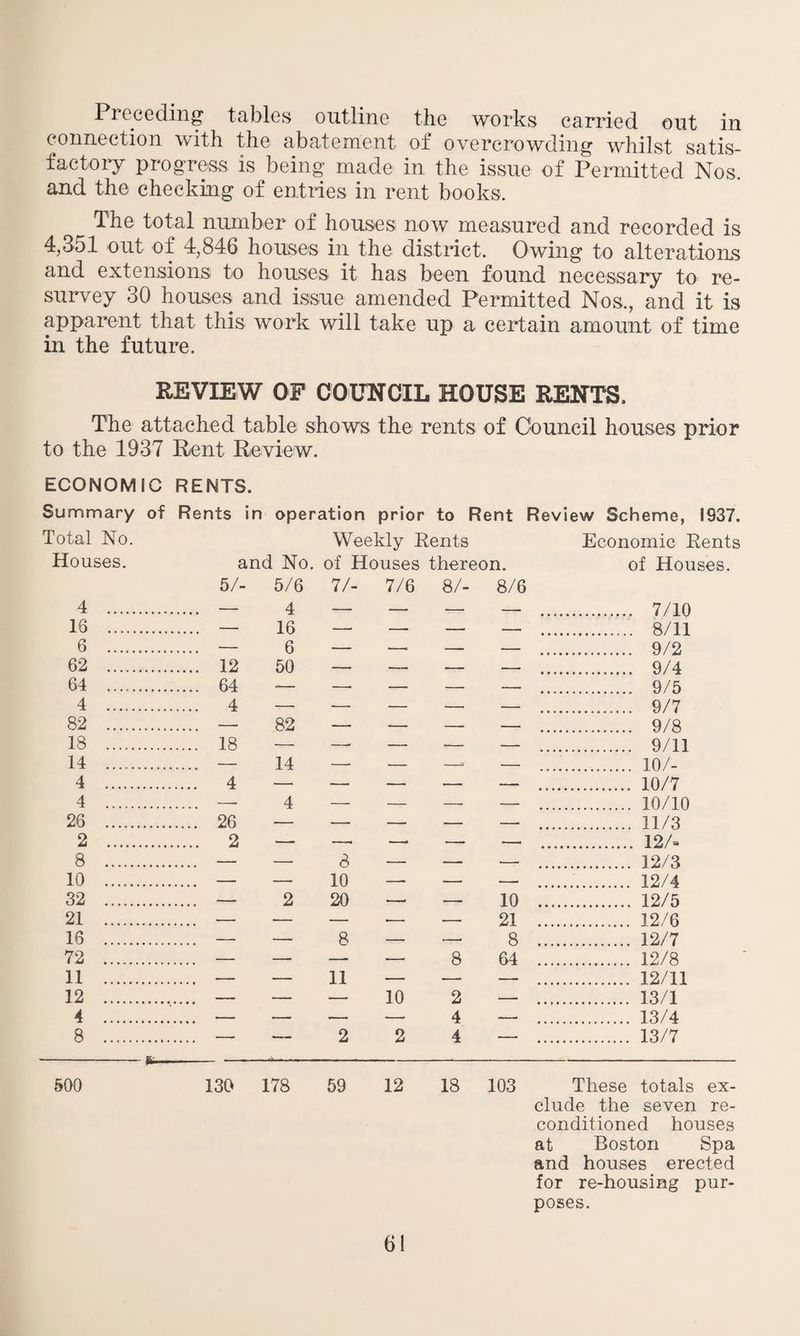 Preceding tables outline the works carried out in
connection with the abatement of overcrowding whilst satis-
factory progress is being made in the issue of Permitted Nos.
and the checking of entries in rent books.
The total number of houses now measured and recorded is
4,351 out of 4,846 houses in the district. Owing to alterations
and extensions to houses it has been found necessary to re-
survey 30 houses and issue amended Permitted Nos., and it is
apparent that this work will take up a certain amount of time
in the future.
REVIEW OF COUNCIL HOUSE RENTS.
The attached table shows the rents of Council houses prior
to the 1937 Rent Review.
ECONOMIC RENTS.
Summary of Rents in operation prior to Rent Review Scheme, 1937.
Total No. Weekly Rents Economic Rents
Houses. and No. of Houses thereon. of Houses.
5/- 5/6 7/- 7/6 8/- 8/6
4 ............... — 4 — — — — ............... 7/10
16 ............... — 16 — — — — ............... 8/11
6 ............... — 6 — — — — ............... 9/2
62 ............... 12 50 — — — — ............... 9/4
64 ............... 64 — — — — — ............... 9/5
4 ............... 4 — — — — — ............... 9/7
82 ............... — 82 — — — — ............... 9/8
18 ............... 18 — — — — — ............... 9/11
14 ............... — 14 — — — — ............... 10/-
4 ............... 4 — — — — — ............... 10/7
4 ............... — 4 — — — — ............... 10/10
26 ............... 26 — — — — — ............... 11/3
2 ............... 2 — — — — — ............... 12/-
8 ............... — — 8 — — — ............... 12/3
10 ............... — — 10 — — — ............... 12/4
32 ............... — 2 20 — — 10 ............... 12/5
21 ............... — — — — — 21 ............... 12/6
16 ............... — — 8 — — 8 ............... 12/7
72 ............... — — — — 8 64 ............... 12/8
11 ............... — — 11 — — — ............... 12/11
12 ............... — — — 10 2 — ............... 13/1
4 ............... — — — — 4 — ............... 13/4
8 ............... — — 2 2 4 — ............... 13/7
500 130 178 59 12 18 103 These totals ex-
clude the seven re-
conditioned houses
at Boston Spa
and houses erected
for re-housing pur-
poses.
61